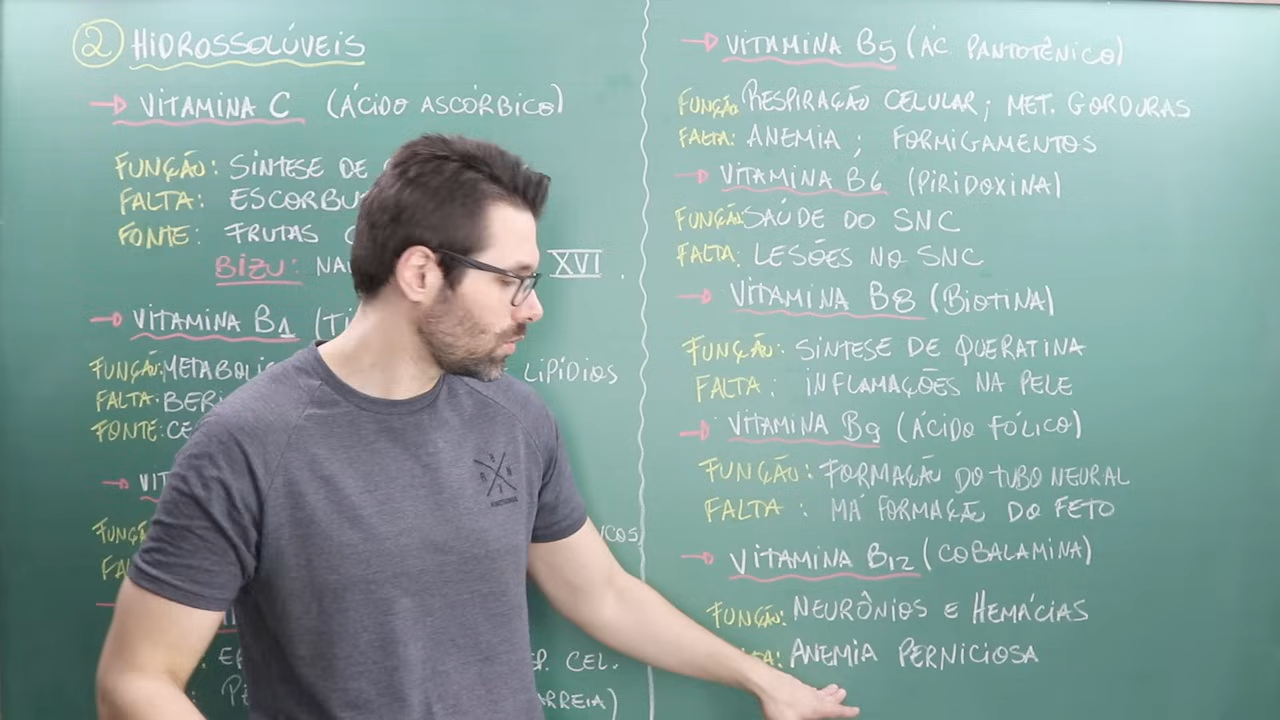 2 HIDROSSOLÚVEIS
→ VITAMINA C (ÁCIDO ASCÓRBICO)
FUNÇÃO: SÍNTESE DE
FALTA: ESCORBU
FONTE: FRUTAS
BIZU: XVI.
→ VITAMINA B1
FUNÇÃO: METABOLI LIPÍDIOS
FALTA: BERI
FONTE: CE
→ VIT
FUNÇÃ ICOS
FA
P. CEL.
RREIA)
→ VITAMINA B5 (ÁC PANTOTÊNICO)
FUNÇÃO: RESPIRAÇÃO CELULAR; MET. GORDURAS
FALTA: ANEMIA; FORMIGAMENTOS
→ VITAMINA B6 (PIRIDOXINA)
FUNÇÃO: SAÚDE DO SNC
FALTA: LESÕES NO SNC
→ VITAMINA B8 (BIOTINA)
FUNÇÃO: SÍNTESE DE QUERATINA
FALTA: INFLAMAÇÕES NA PELE
→ VITAMINA B9 (ÁCIDO FÓLICO)
FUNÇÃO: FORMAÇÃO DO TUBO NEURAL
FALTA: MÁ FORMAÇÃO DO FETO
→ VITAMINA B12 (COBALAMINA)
FUNÇÃO: NEURÔNIOS E HEMÁCIAS
TA: ANEMIA PERNICIOSA